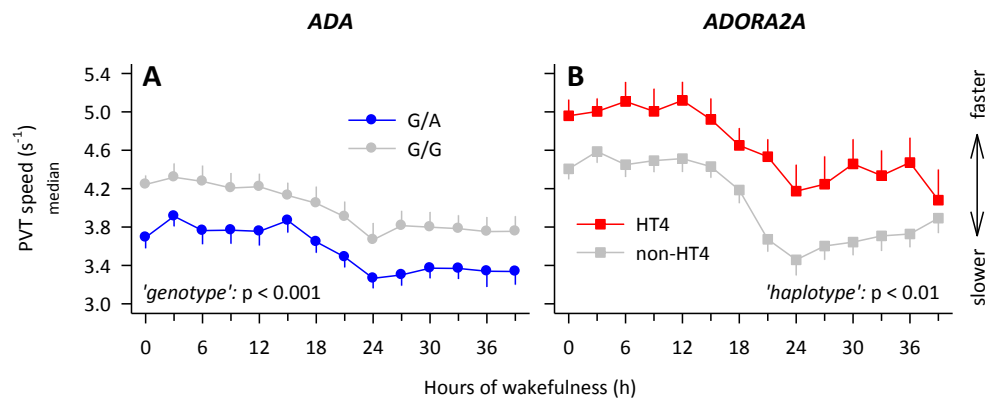 ADA
ADORA2A
A
B
5.4
5.0
4.6
4.2
3.8
3.4
3.0
PVT speed (s-1)
median
G/A
G/G
'genotype': p < 0.001
HT4
non-HT4
'haplotype': p < 0.01
faster
slower
0 6 12 18 24 30 36
0 6 12 18 24 30 36
Hours of wakefulness (h)